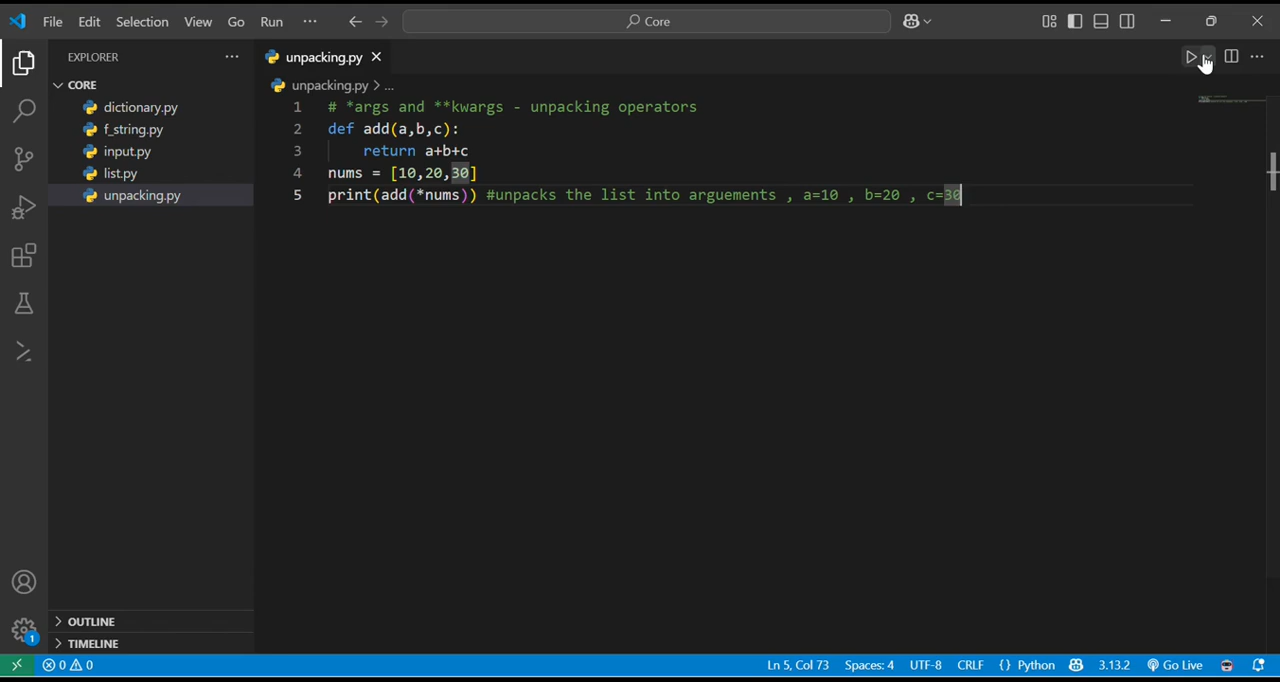 File Edit Selection View Go Run ··· Core
EXPLORER ···
unpacking.py
CORE
unpacking.py > ...
dictionary.py
f_string.py
input.py
list.py
unpacking.py
1 # *args and **kwargs - unpacking operators
2 def add(a,b,c):
3 return a+b+c
4 nums = [10,20,30]
5 print(add(*nums)) #unpacks the list into arguements , a=10 , b=20 , c=30
OUTLINE
1
TIMELINE
0 0 Ln 5, Col 73 Spaces: 4 UTF-8 CRLF {} Python 3.13.2 Go Live